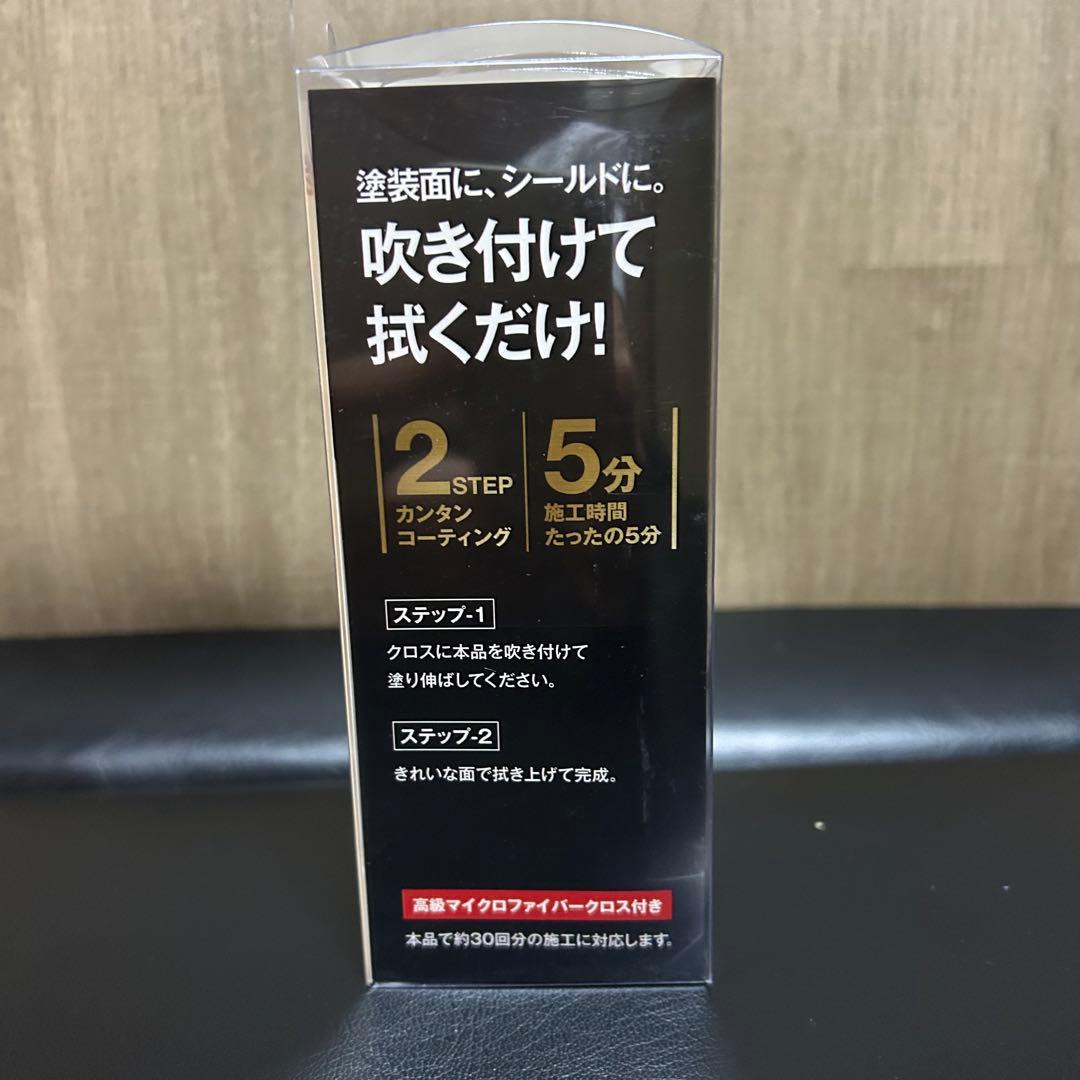 塗装面に、シールドに。
吹き付けて
拭くだけ!
2STEP
カンタン
コーティング
5分
施工時間
たったの5分
ステップ-1
クロスに本品を吹き付けて
塗り伸ばしてください。
ステップ-2
きれいな面で拭き上げて完成。
高級マイクロファイバークロス付き
本品で約30回分の施工に対応します。